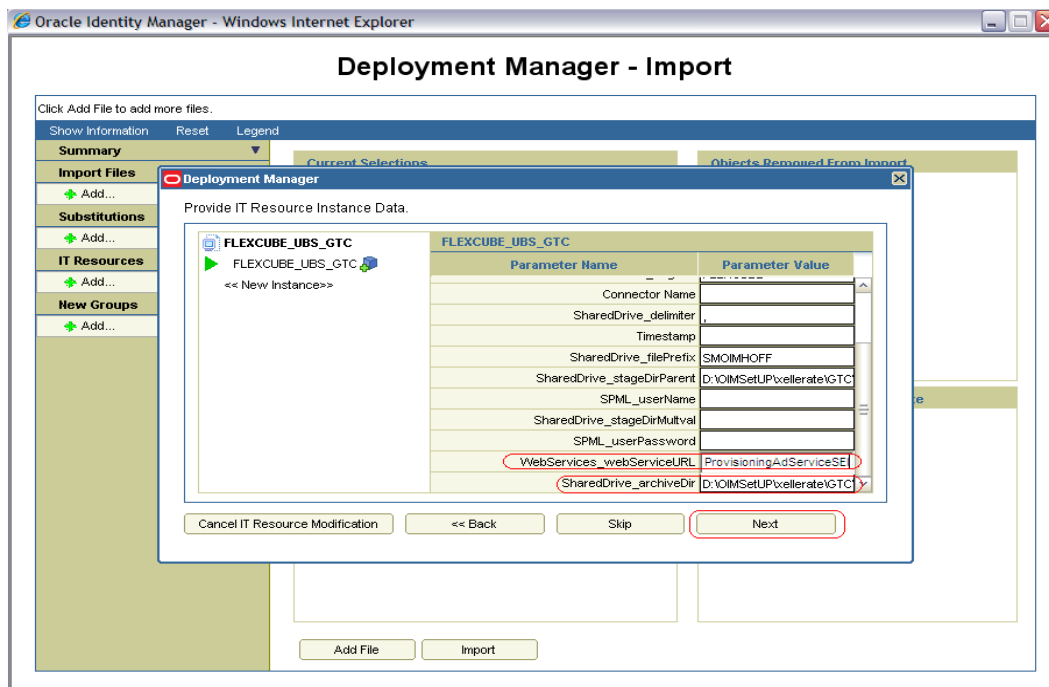 Oracle Identity Manager - Windows Internet Explorer
Deployment Manager - Import
Click Add File to add more files.
Show Information Reset Legend
Summary
Import Files
Add...
Substitutions
Add...
IT Resources
Add...
New Groups
Add...
Current Selections
Objects Removed From Import
Deployment Manager
Provide IT Resource Instance Data.
FLEXCUBE_UBS_GTC
FLEXCUBE_UBS_GTC
<< New Instance>>
FLEXCUBE_UBS_GTC
Parameter Name Parameter Value
Connector Name
SharedDrive_delimiter ,
Timestamp
SharedDrive_filePrefix SMOIMHOFF
SharedDrive_stageDirParent D:\OIMSetUP\xellerate\GTC\
SPML_userName
SharedDrive_stageDirMultval
SPML_userPassword
WebServices_webServiceURL ProvisioningAdServiceSEI
SharedDrive_archiveDir D:\OIMSetUP\xellerate\GTC\
Cancel IT Resource Modification << Back Skip Next
Add File Import